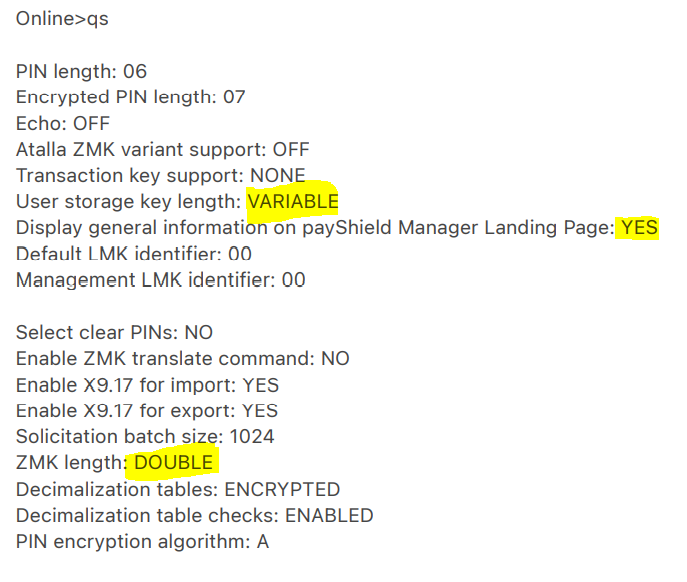 Online>qs
PIN length: 06
Encrypted PIN length: 07
Echo: OFF
Atalla ZMK variant support: OFF
Transaction key support: NONE
User storage key length: VARIABLE
Display general information on payShield Manager Landing Page: YES
Default LMK identifier: 00
Management LMK identifier: 00
Select clear PINs: NO
Enable ZMK translate command: NO
Enable X9.17 for import: YES
Enable X9.17 for export: YES
Solicitation batch size: 1024
ZMK length: DOUBLE
Decimalization tables: ENCRYPTED
Decimalization table checks: ENABLED
PIN encryption algorithm: A